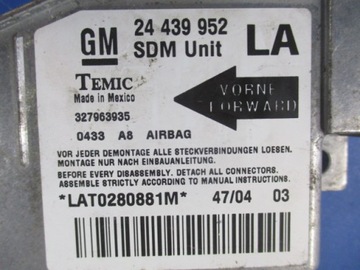 GM 24 439 952 LA
SDM Unit
TEMIC
Made in Mexico
VORNE
FORWARD
327963935
0433 A8 AIRBAG
VOR JEDER DEMONTAGE ALLE STECKVERBINDUNGEN LOESEN.
MONTAGE NUR NACH EINBAUANLEITUNG.
BEFORE EVERY DISASSEMBLY. DETACH ALL CONNECTORS.
ASSEMBLE STRICTLY ACCORDING TO MANUAL INSTRUCTIONS.
*LAT0280881M* 47/04 03